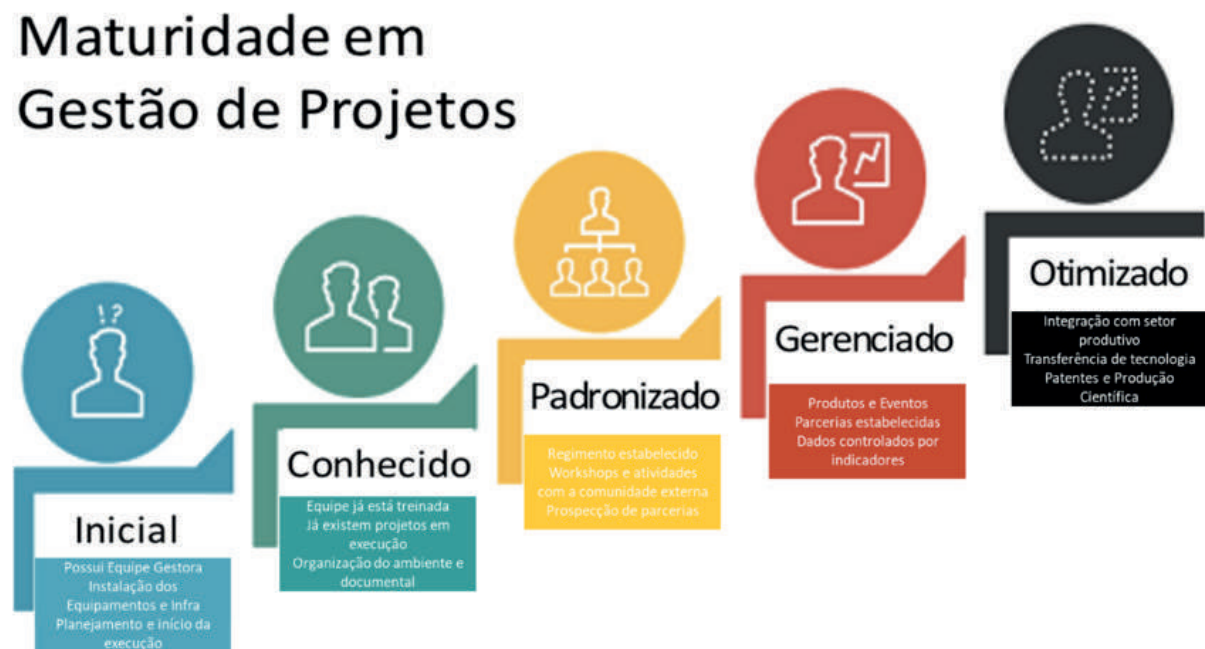 Maturidade em
Gestão de Projetos
!?
Inicial
Possui Equipe Gestora
Instalação dos
Equipamentos e Infra
Planejamento e início da
execução
Conhecido
Equipe já está treinada
Já existem projetos em
execução
Organização do ambiente e
documental
Padronizado
Regimento estabelecido
Workshops e atividades
com a comunidade externa
Prospecção de parcerias
Gerenciado
Produtos e Eventos
Parcerias estabelecidas
Dados controlados por
indicadores
Otimizado
Integração com setor
produtivo
Transferência de tecnologia
Patentes e Produção
Científica